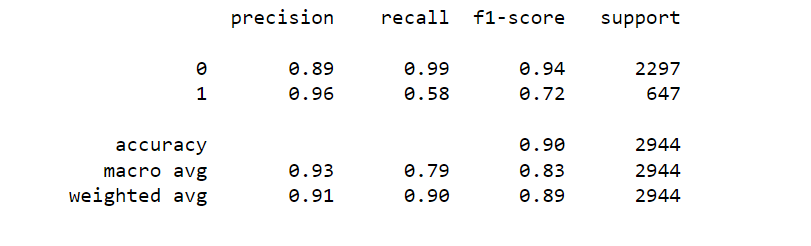 precision recall f1-score support
0 0.89 0.99 0.94 2297
1 0.96 0.58 0.72 647
accuracy 0.90 2944
macro avg 0.93 0.79 0.83 2944
weighted avg 0.91 0.90 0.89 2944